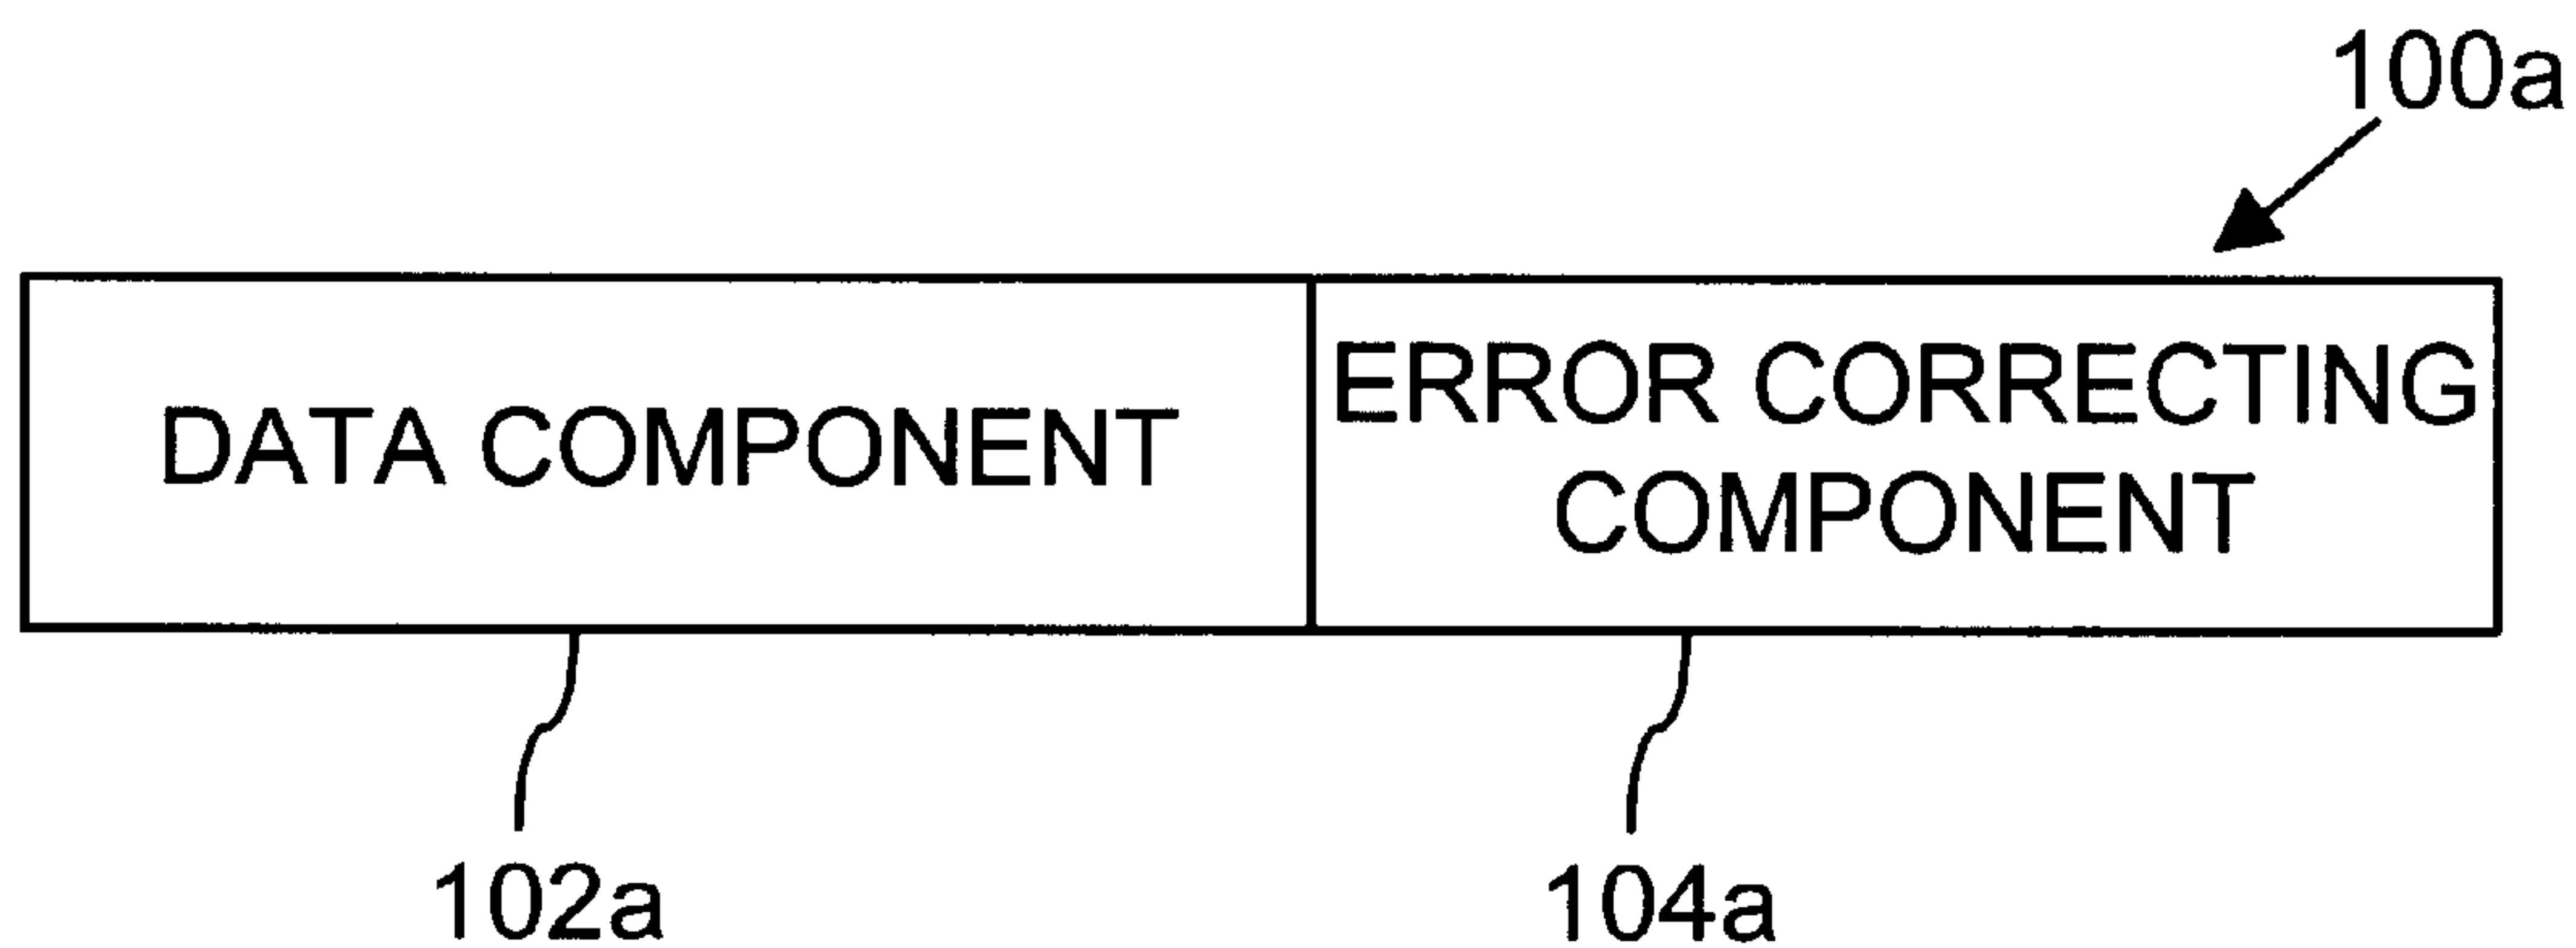 100a
DATA COMPONENT
ERROR CORRECTING
COMPONENT
102a
104a